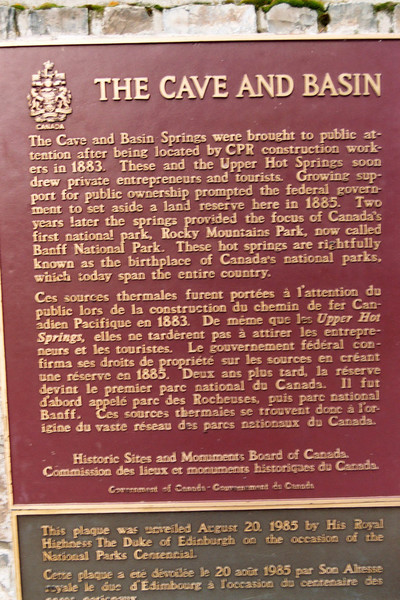 THE CAVE AND BASIN
CANADA
The Cave and Basin Springs were brought to public at-
tention after being located by CPR construction work-
ers in 1883. These and the Upper Hot Springs soon
drew private entrepreneurs and tourists. Growing sup-
port for public ownership prompted the federal govern-
ment to set aside a land reserve here in 1885. Two
years later the springs provided the focus of Canada's
first national park, Rocky Mountains Park, now called
Banff National Park. These hot springs are rightfully
known as the birthplace of Canada's national parks,
which today span the entire country.
Ces sources thermales furent portées à l'attention du
public lors de la construction du chemin de fer Can-
adien Pacifique en 1883. De même que les Upper Hot
Springs, elles ne tardèrent pas à attirer les entrepre-
neurs et les touristes. Le gouvernement fédéral con-
firma ses droits de propriété sur les sources en créant
une réserve en 1885. Deux ans plus tard, la réserve
devint le premier parc national du Canada. Il fut
d'abord appelé parc des Rocheuses, puis parc national
Banff. Ces sources thermales se trouvent donc à l'or-
igine du vaste réseau des parcs nationaux du Canada.
Historic Sites and Monuments Board of Canada.
Commission des lieux et monuments historiques du Canada.
Government of Canada - Gouvernement du Canada
This plaque was unveiled August 20, 1985 by His Royal
Highness The Duke of Edinburgh on the occasion of the
National Parks Centennial.
Cette plaque a été dévoilée le 20 août 1985 par Son Altesse
royale le duc d'Edimbourg à l'occasion du centenaire des
parcs nationaux.